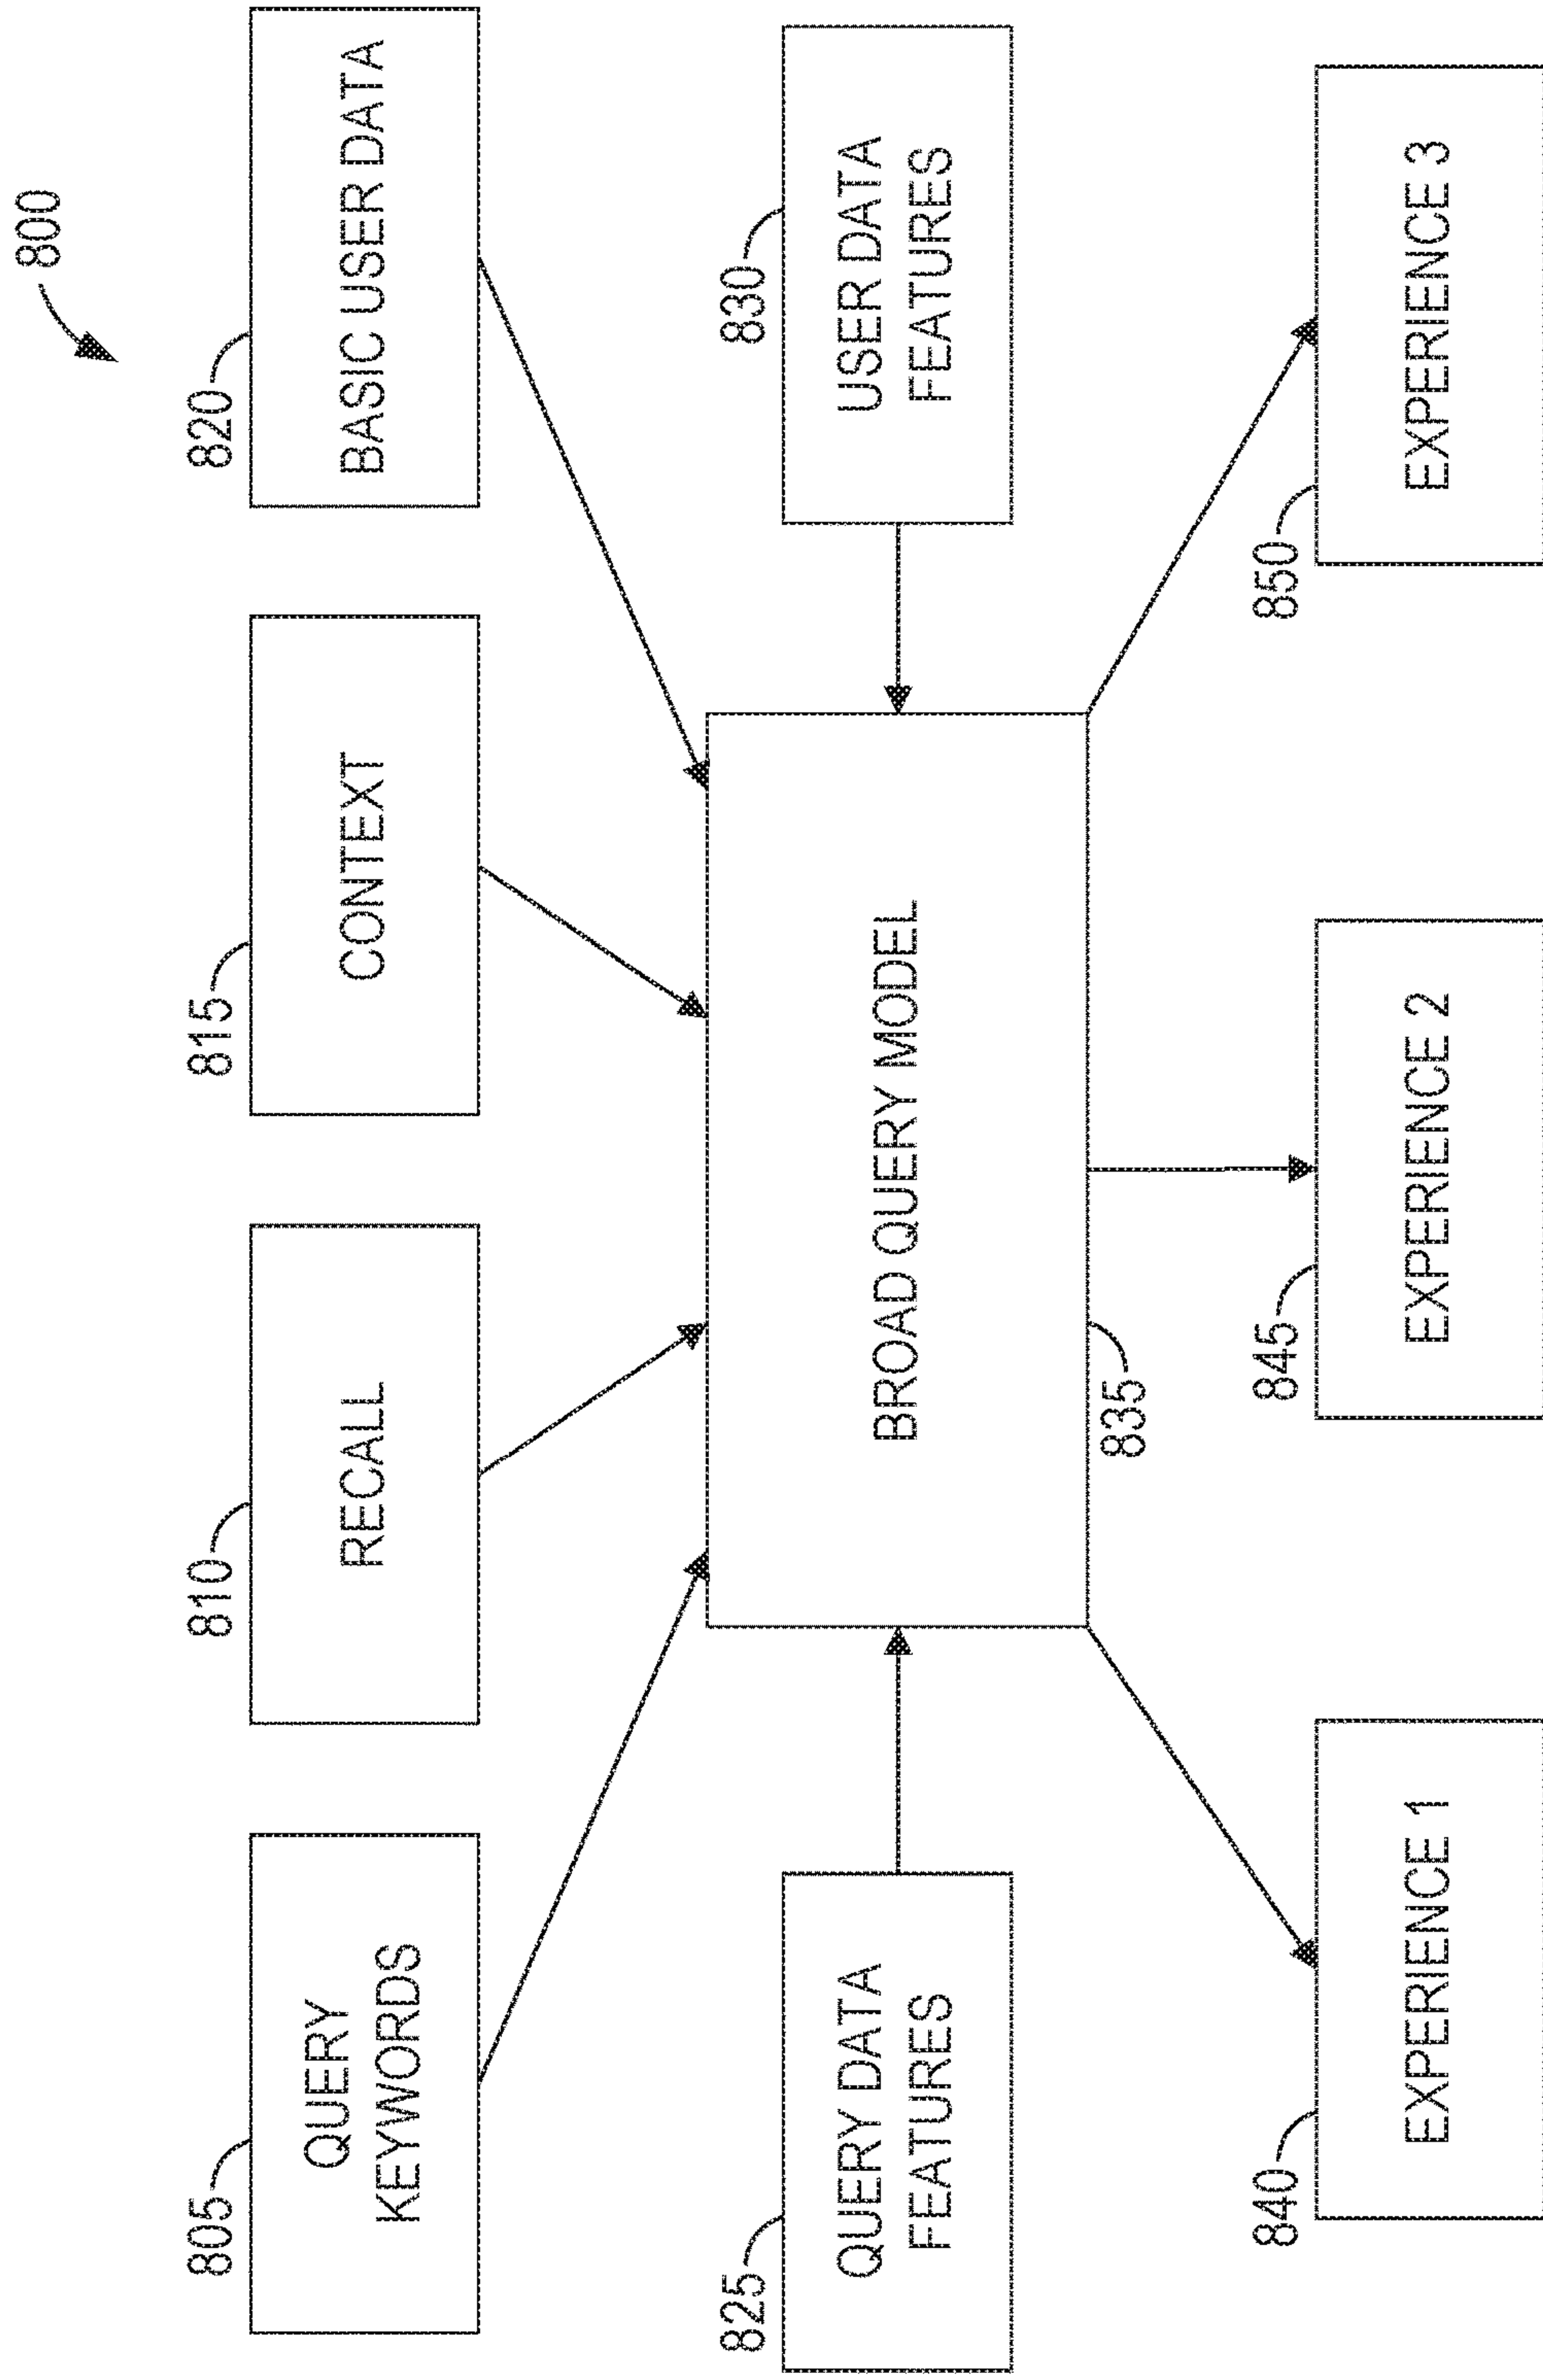 800
805
QUERY
KEYWORDS
810
RECALL
815
CONTEXT
820
BASIC USER DATA
825
QUERY DATA
FEATURES
BROAD QUERY MODEL
835
830
USER DATA
FEATURES
840
EXPERIENCE 1
845
EXPERIENCE 2
850
EXPERIENCE 3